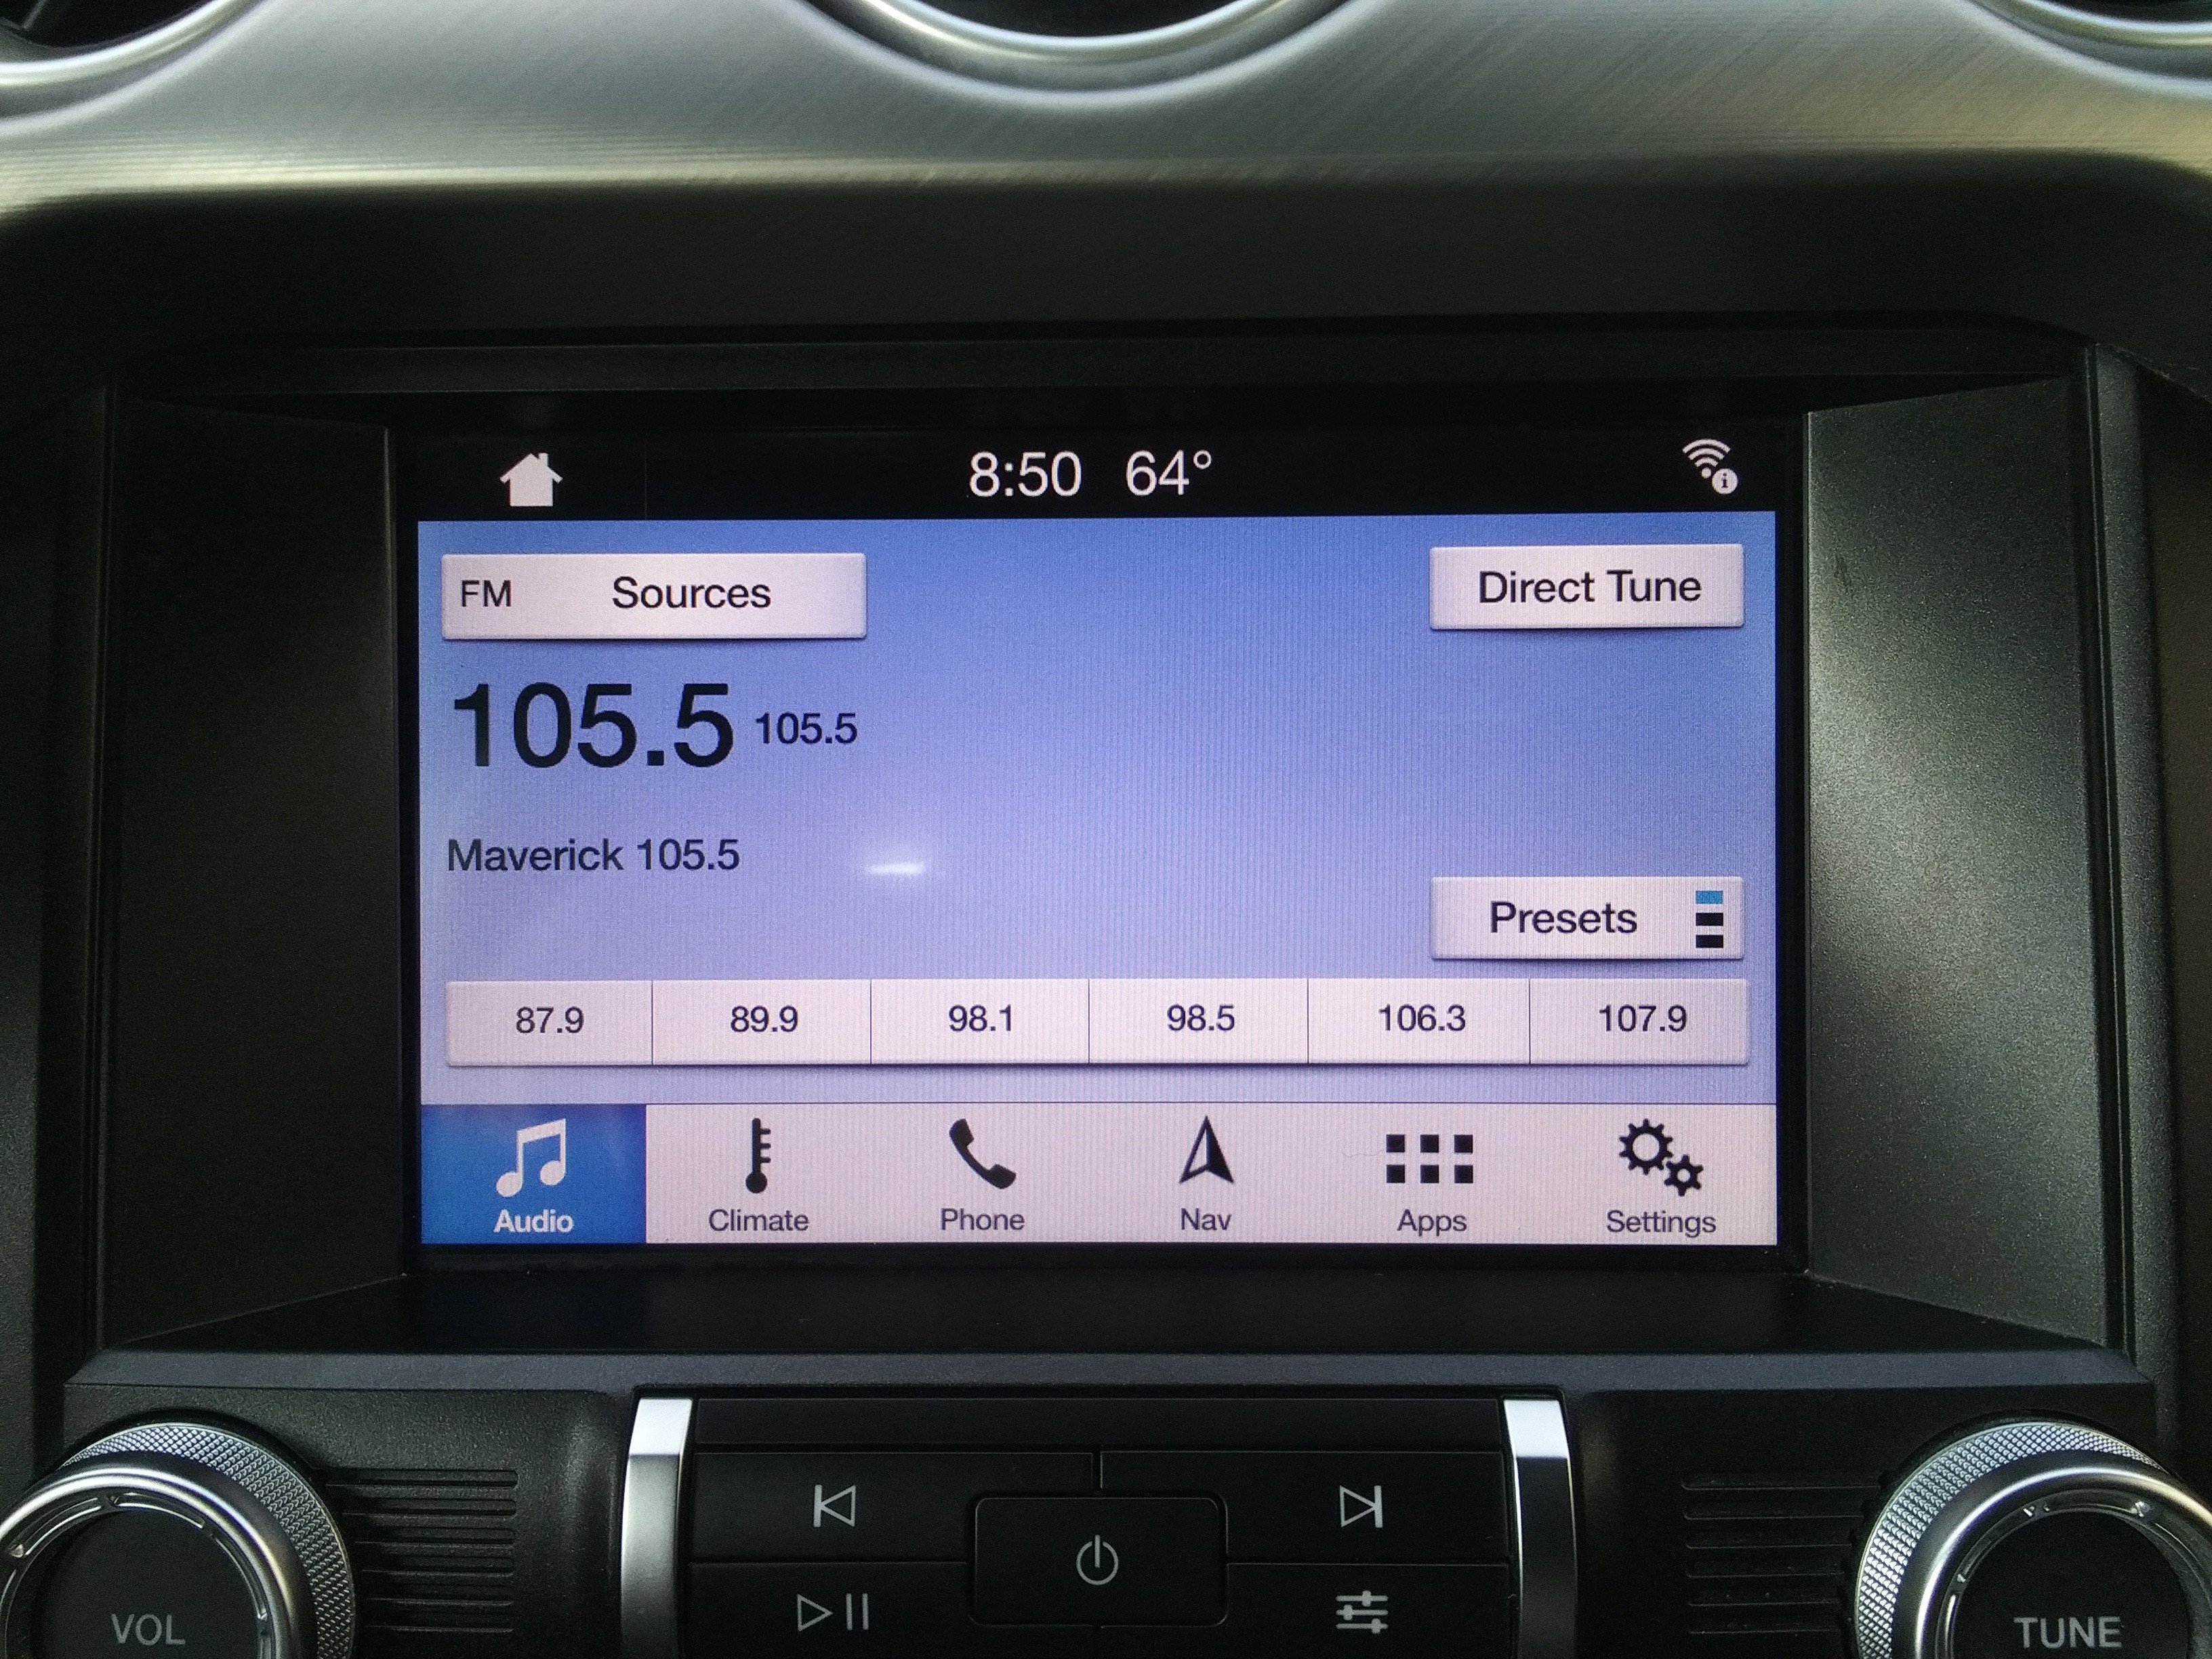 8:50 64°
FM Sources
Direct Tune
105.5 105.5
Maverick 105.5
Presets
87.9 89.9 98.1 98.5 106.3 107.9
Audio Climate Phone Nav Apps Settings
VOL
TUNE